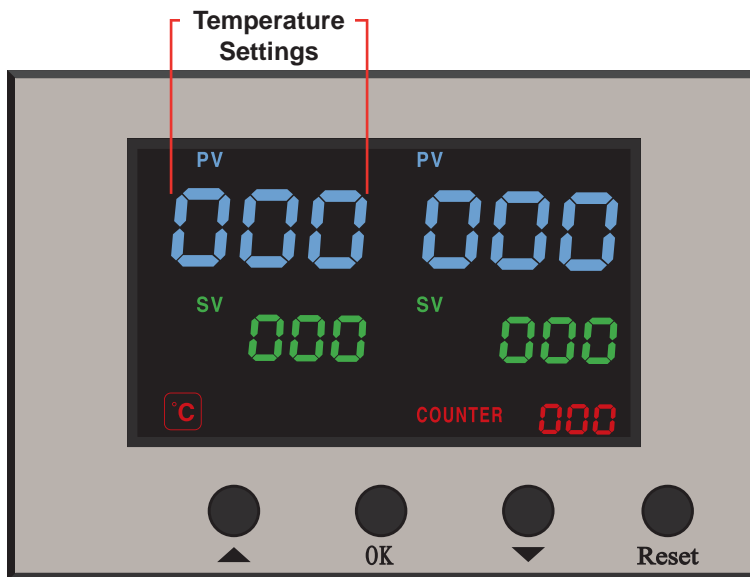 Temperature
Settings
PV PV
000 000
SV SV
000 000
°C COUNTER 000
▲ OK ▼ Reset